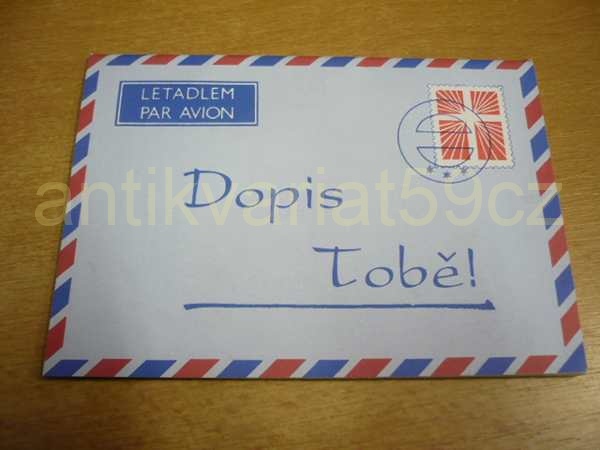 LETADLEM
PAR AVION
Dopis
Tobě!
antikvariat59cz